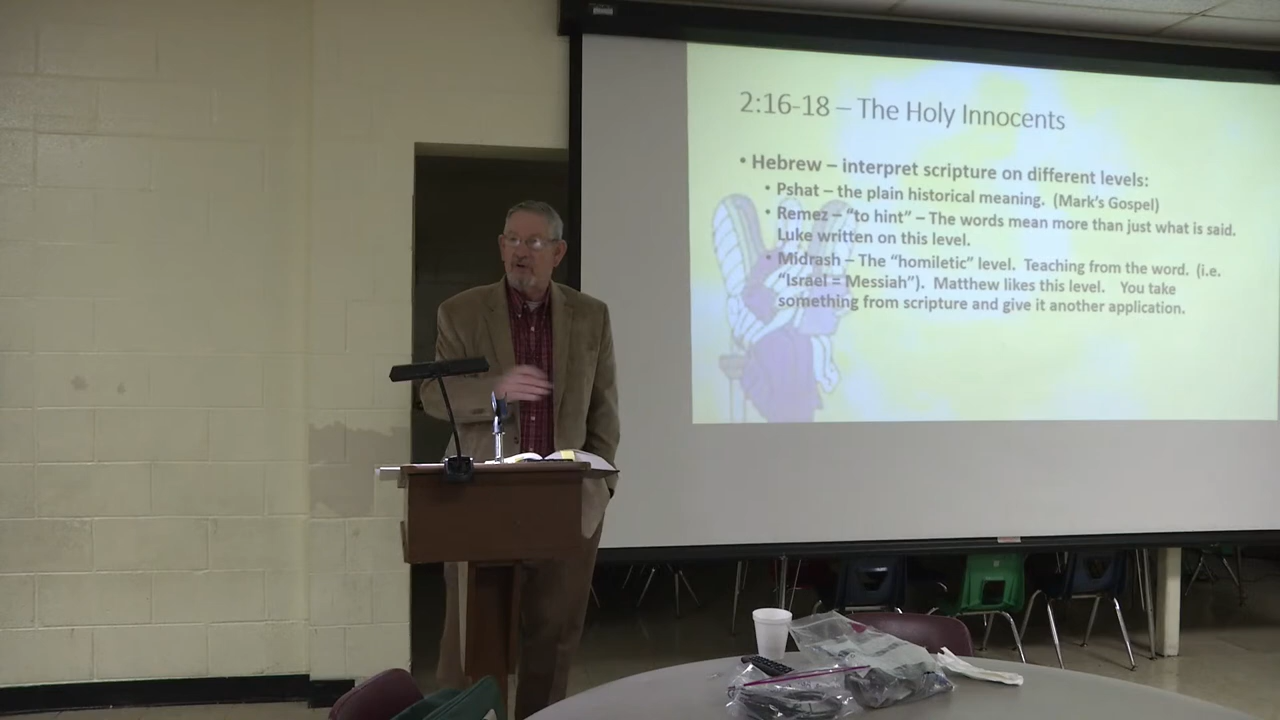 2:16-18 – The Holy Innocents
• Hebrew – interpret scripture on different levels:
• Pshat – the plain historical meaning. (Mark's Gospel)
• Remez – "to hint" – The words mean more than just what is said.
Luke written on this level.
• Midrash – The "homiletic" level. Teaching from the word. (i.e.
"Israel = Messiah"). Matthew likes this level. You take
something from scripture and give it another application.